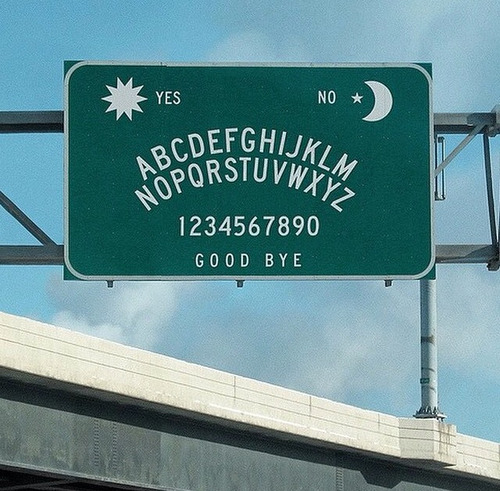 YES NO
ABCDEFGHIJKLM
NOPQRSTUVWXYZ
1234567890
GOOD BYE